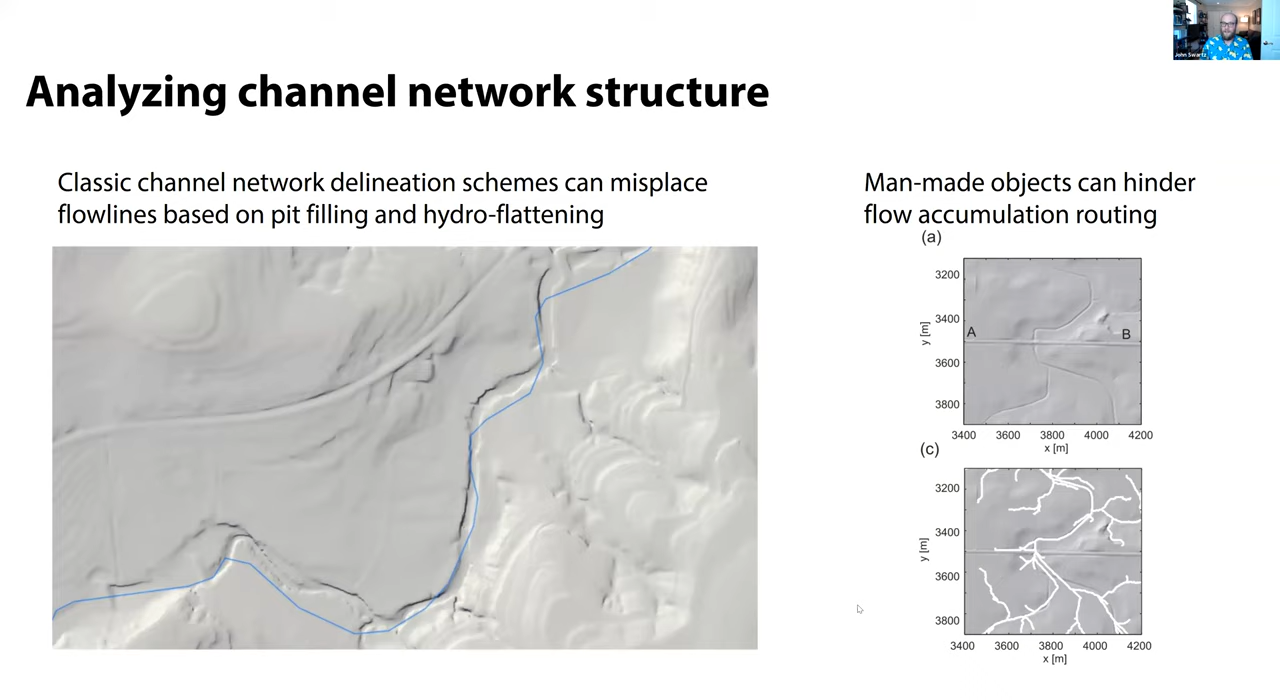 John Swartz
Analyzing channel network structure
Classic channel network delineation schemes can misplace
flowlines based on pit filling and hydro-flattening
Man-made objects can hinder
flow accumulation routing
(a)
3200
3400
3600
3800
y [m]
A
B
3400 3600 3800 4000 4200
x [m]
(c)
3200
3400
3600
3800
y [m]
3400 3600 3800 4000 4200
x [m]